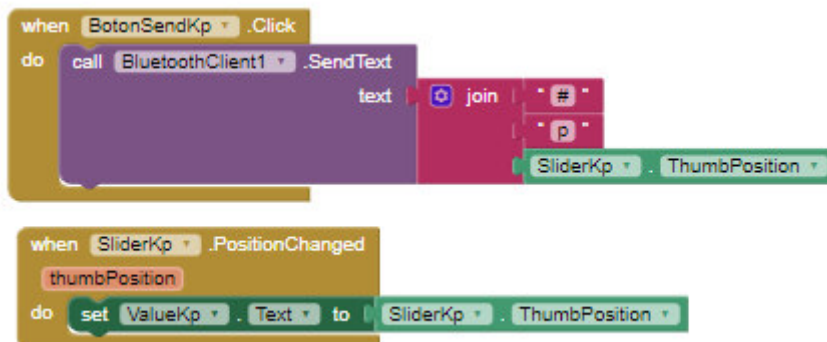 when BotonSendKp .Click
do call BluetoothClient1 .SendText
text join " # "
" p "
SliderKp . ThumbPosition
when SliderKp .PositionChanged
thumbPosition
do set ValueKp . Text to SliderKp . ThumbPosition